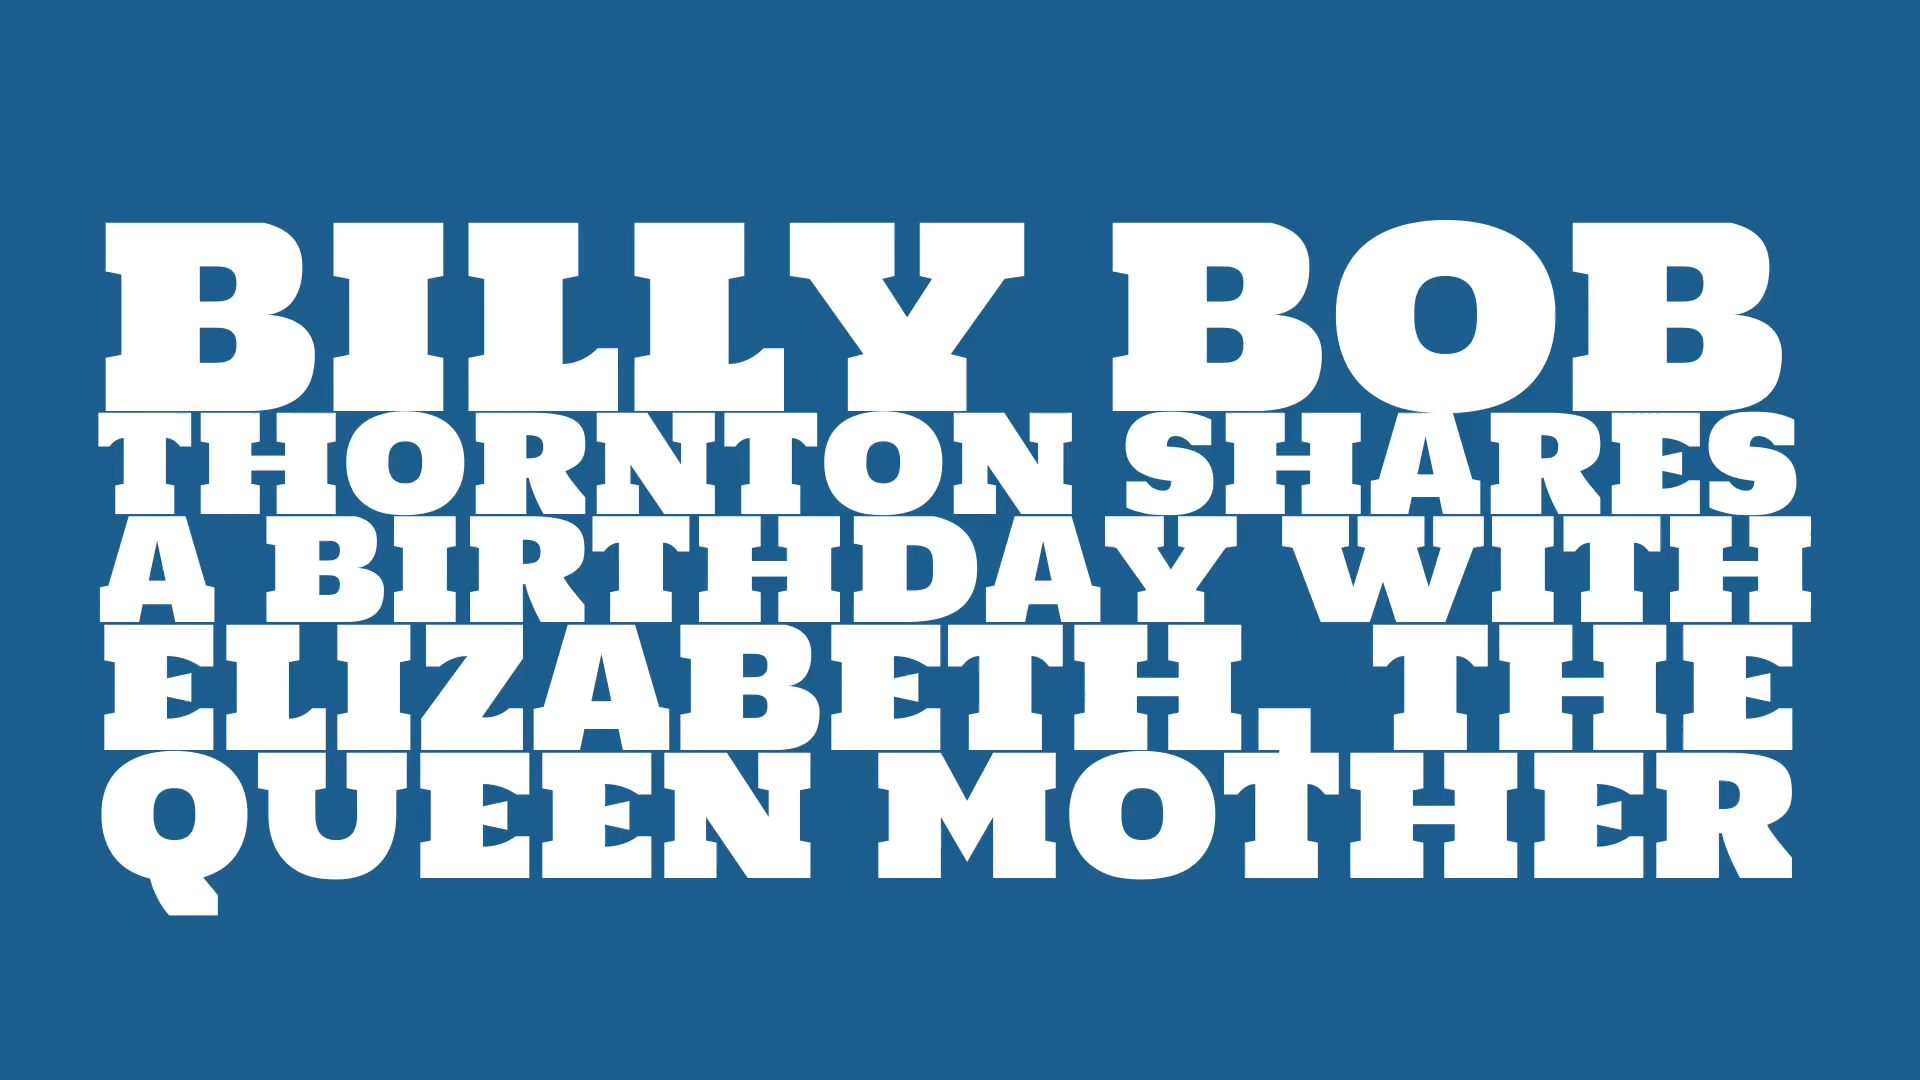 BILLY BOB
THORNTON SHARES
A BIRTHDAY WITH
ELIZABETH, THE
QUEEN MOTHER